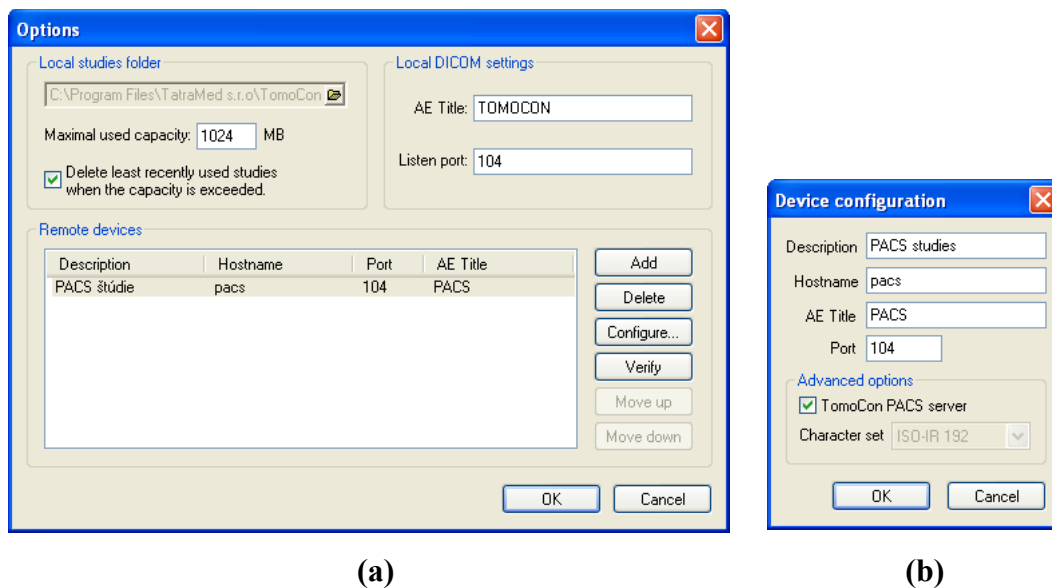 Options
Local studies folder
C:\Program Files\TatraMed s.r.o\TomoCon
Maximal used capacity: 1024 MB
Delete least recently used studies
when the capacity is exceeded.
Local DICOM settings
AE Title: TOMOCON
Listen port: 104
Remote devices
Description Hostname Port AE Title
PACS štúdie pacs 104 PACS
Add
Delete
Configure...
Verify
Move up
Move down
OK Cancel
(a)
Device configuration
Description PACS studies
Hostname pacs
AE Title PACS
Port 104
Advanced options
TomoCon PACS server
Character set ISO-IR 192
OK Cancel
(b)